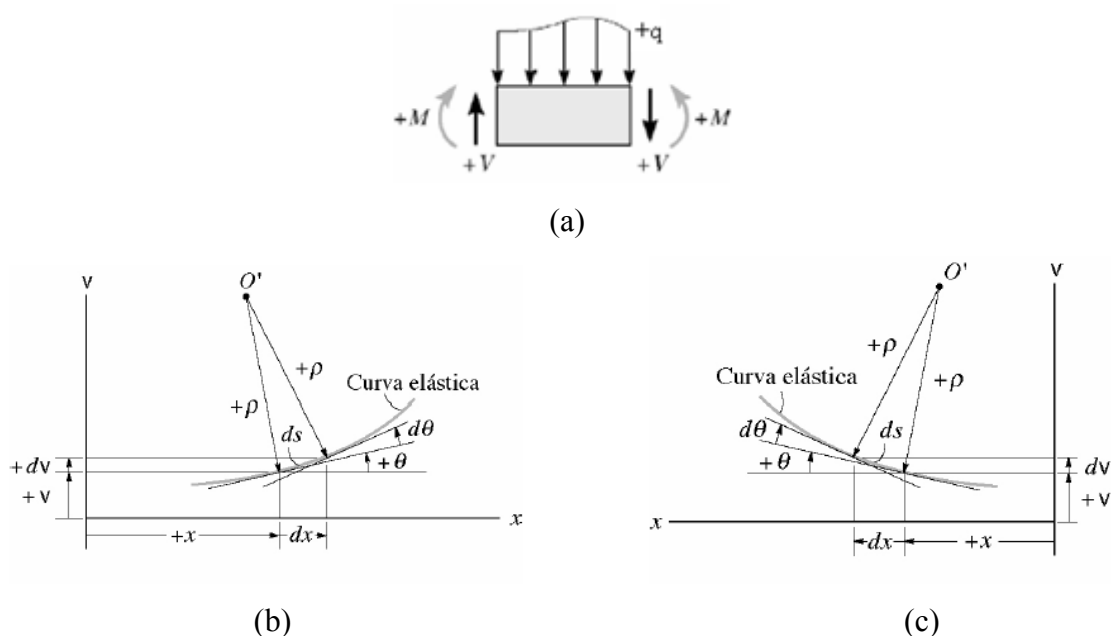 +q
+M
+M
+V
+V
(a)
v
O'
+ρ
Curva elástica
+ρ
ds
dθ
+θ
+dv
+v
x
+x
dx
(b)
v
O'
+ρ
Curva elástica
+ρ
dθ
ds
+θ
dv
+v
x
dx
+x
(c)